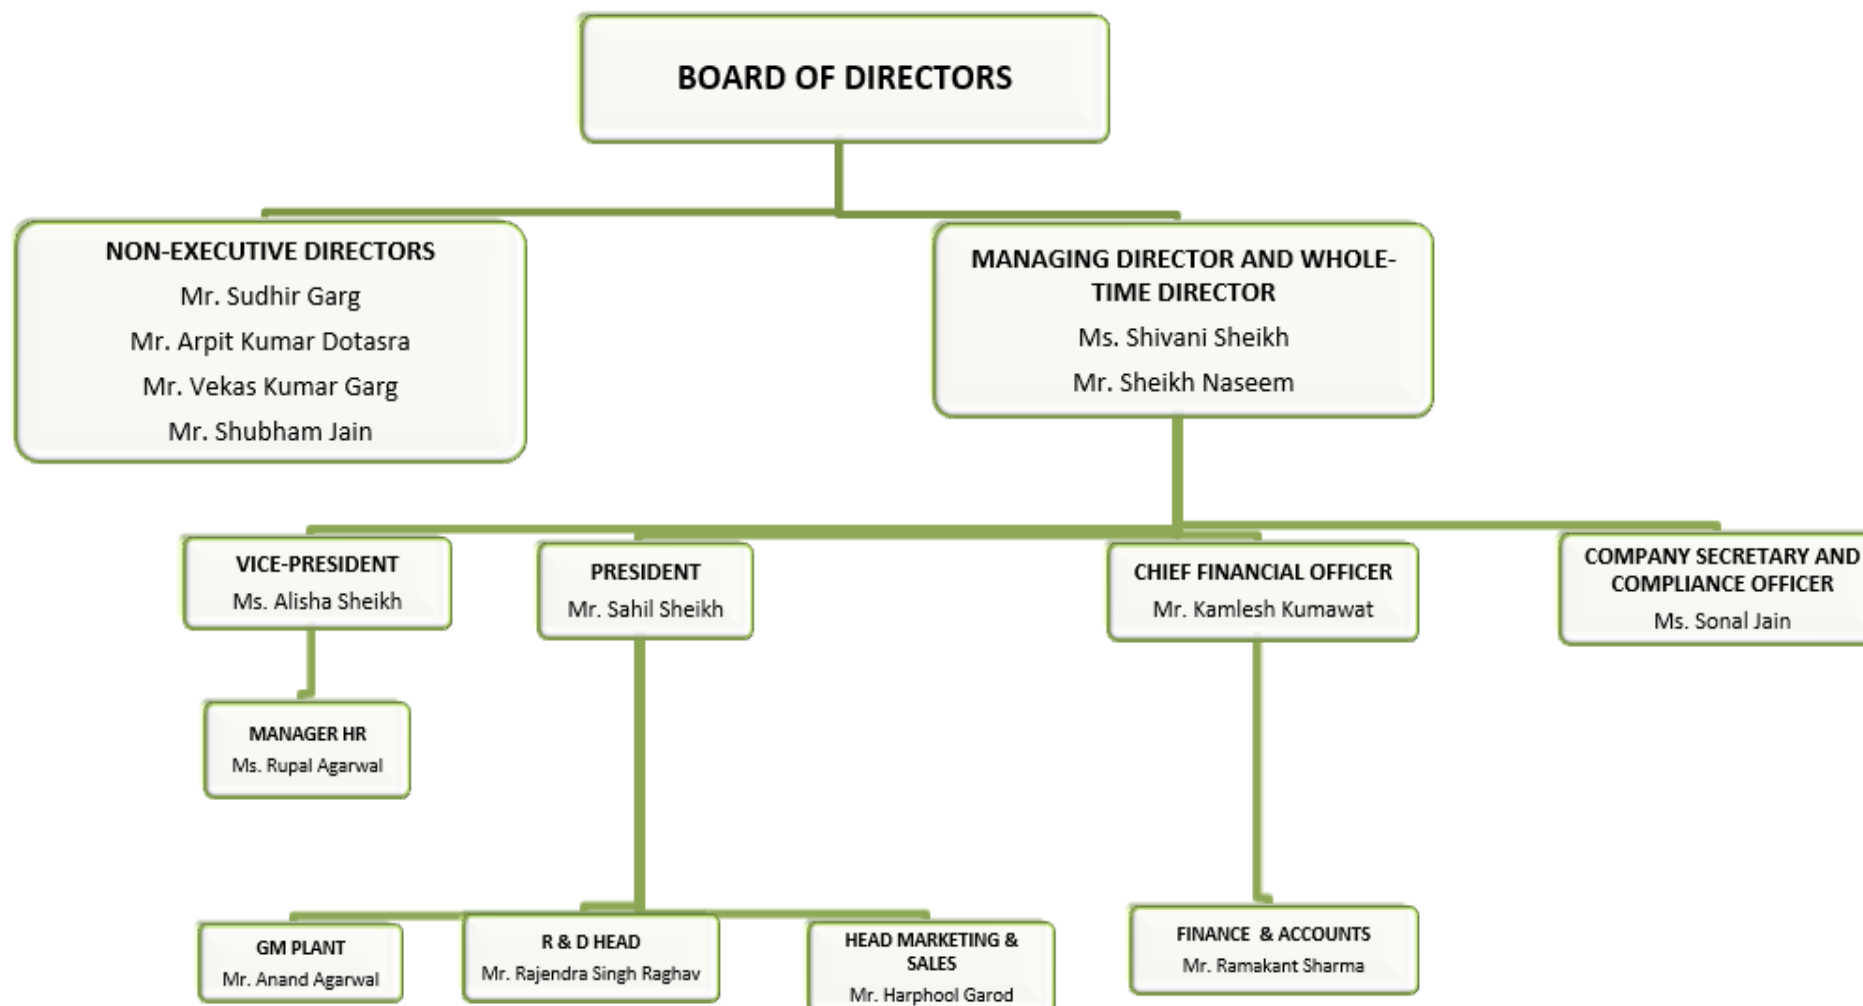 BOARD OF DIRECTORS
NON-EXECUTIVE DIRECTORS
Mr. Sudhir Garg
Mr. Arpit Kumar Dotasra
Mr. Vekas Kumar Garg
Mr. Shubham Jain
MANAGING DIRECTOR AND WHOLE-
TIME DIRECTOR
Ms. Shivani Sheikh
Mr. Sheikh Naseem
VICE-PRESIDENT
Ms. Alisha Sheikh
PRESIDENT
Mr. Sahil Sheikh
CHIEF FINANCIAL OFFICER
Mr. Kamlesh Kumawat
COMPANY SECRETARY AND
COMPLIANCE OFFICER
Ms. Sonal Jain
MANAGER HR
Ms. Rupal Agarwal
GM PLANT
Mr. Anand Agarwal
R & D HEAD
Mr. Rajendra Singh Raghav
HEAD MARKETING &
SALES
Mr. Harphool Garod
FINANCE & ACCOUNTS
Mr. Ramakant Sharma